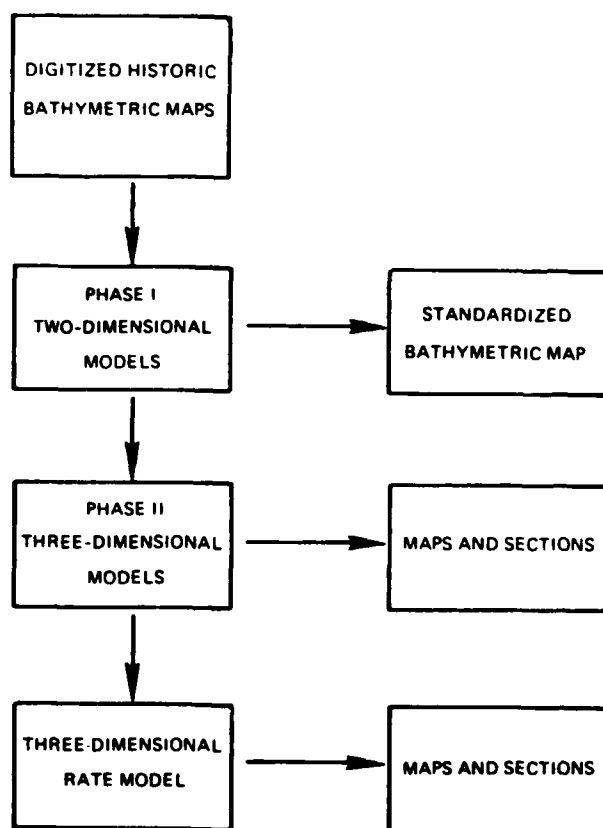 DIGITIZED HISTORIC
BATHYMETRIC MAPS
PHASE I
TWO-DIMENSIONAL
MODELS
STANDARDIZED
BATHYMETRIC MAP
PHASE II
THREE-DIMENSIONAL
MODELS
MAPS AND SECTIONS
THREE-DIMENSIONAL
RATE MODEL
MAPS AND SECTIONS